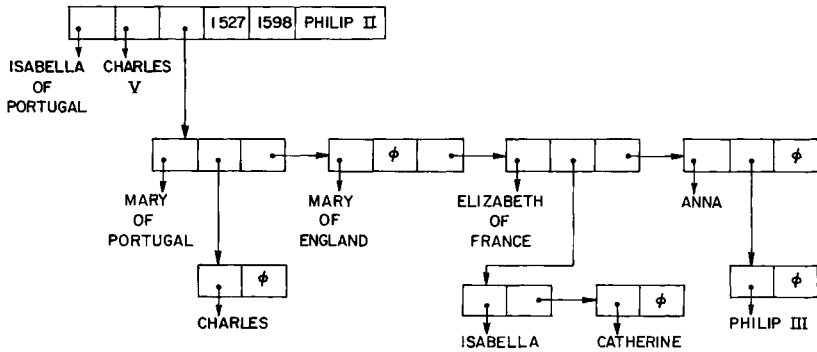 1527 1598 PHILIP II
ISABELLA CHARLES
OF V
PORTUGAL
ϕ
ϕ
MARY
OF
PORTUGAL
MARY
OF
ENGLAND
ELIZABETH
OF
FRANCE
ANNA
ϕ
ϕ
ϕ
CHARLES
ISABELLA
CATHERINE
PHILIP III